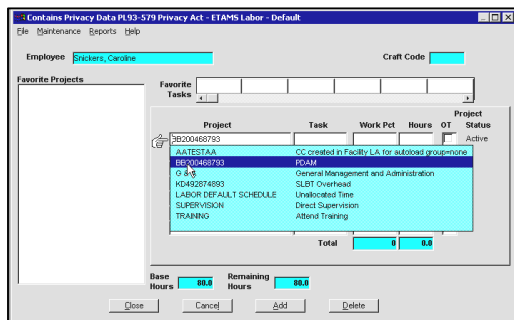 Contains Privacy Data PL93-579 Privacy Act - ETAMS Labor - Default
File Maintenance Reports Help
Employee Snickers, Caroline Craft Code
Favorite Projects
Favorite Tasks
Project Task Work Pct Hours OT Project Status
BB200468793 Active
AATESTAA CC created in Facility LA for autoload group=none
BB200468793 PDAM
G & A General Management and Administration
KD492874893 SLBT Overhead
LABOR DEFAULT SCHEDULE Unallocated Time
SUPERVISION Direct Supervision
TRAINING Attend Training
Total 0 0.0
Base Hours 80.0 Remaining Hours 80.0
Close Cancel Add Delete